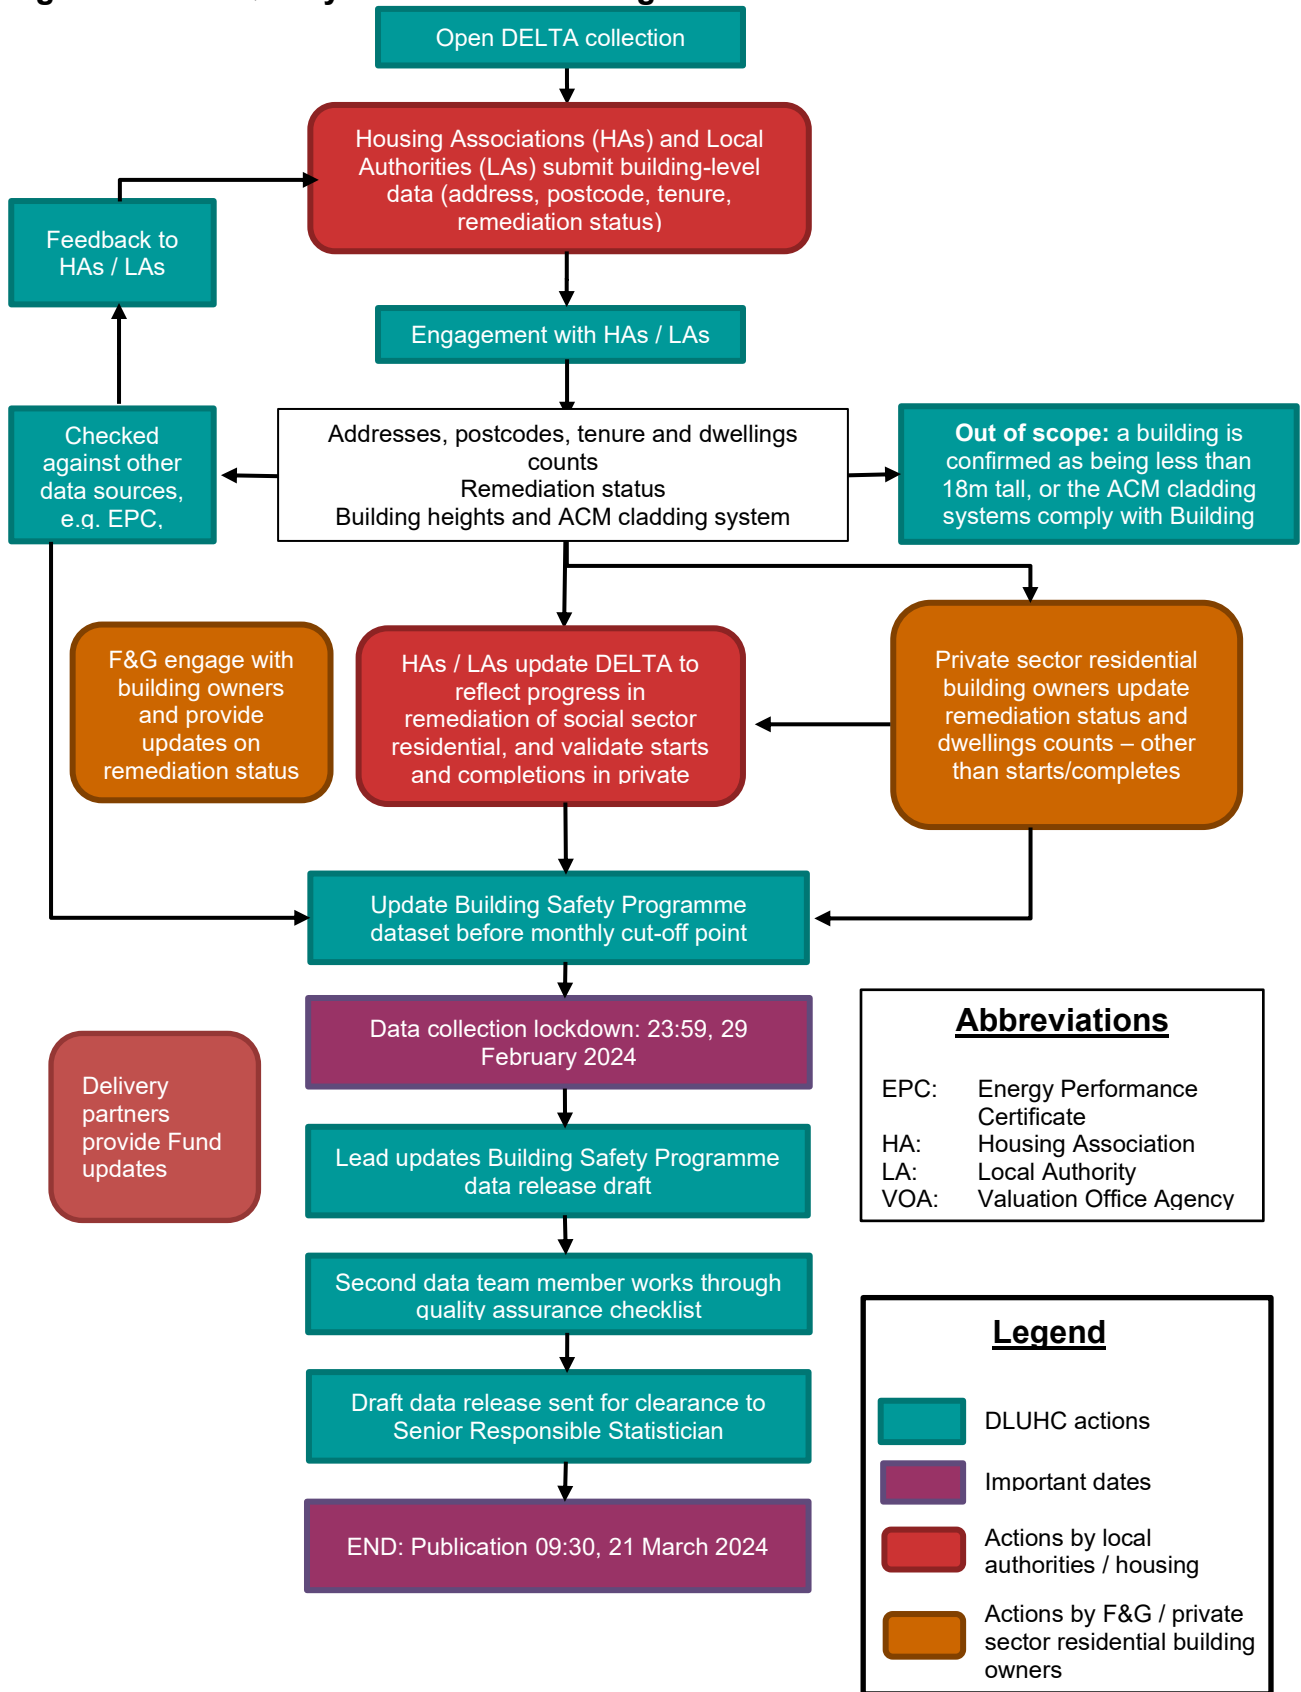 Open DELTA collection
Housing Associations (HAs) and Local
Authorities (LAs) submit building-level
data (address, postcode, tenure,
remediation status)
Feedback to
HAs / LAs
Engagement with HAs / LAs
Checked
against other
data sources,
e.g. EPC,
Addresses, postcodes, tenure and dwellings
counts
Remediation status
Building heights and ACM cladding system
Out of scope: a building is
confirmed as being less than
18m tall, or the ACM cladding
systems comply with Building
F&G engage with
building owners
and provide
updates on
remediation status
HAs / LAs update DELTA to
reflect progress in
remediation of social sector
residential, and validate starts
and completions in private
Private sector residential
building owners update
remediation status and
dwellings counts – other
than starts/completes
Update Building Safety Programme
dataset before monthly cut-off point
Data collection lockdown: 23:59, 29
February 2024
Delivery
partners
provide Fund
updates
Lead updates Building Safety Programme
data release draft
Second data team member works through
quality assurance checklist
Draft data release sent for clearance to
Senior Responsible Statistician
END: Publication 09:30, 21 March 2024
Abbreviations
EPC: Energy Performance
Certificate
HA: Housing Association
LA: Local Authority
VOA: Valuation Office Agency
Legend
DLUHC actions
Important dates
Actions by local
authorities / housing
Actions by F&G / private
sector residential building
owners